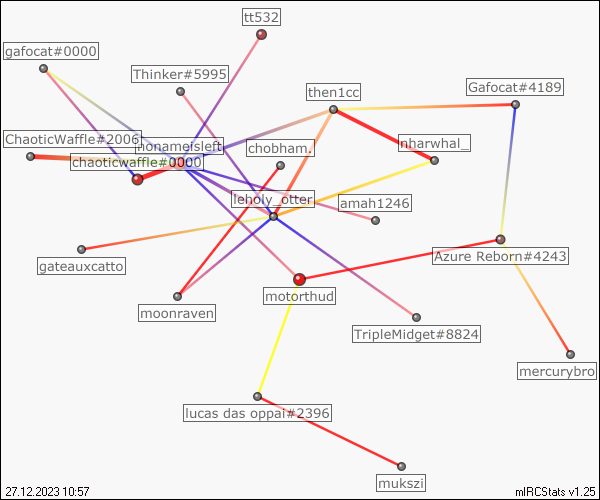 tt532
gafocat#0000
Thinker#5995
then1cc
Gafocat#4189
ChaoticWaffle#2006
nonameisleft
chobham.
nharwhal_
chaoticwaffle#0000
leholy_otter
amah1246
gateauxcatto
Azure Reborn#4243
motorthud
moonraven
TripleMidget#8824
mercurybro
lucas das oppai#2396
mukszi
27.12.2023 10:57
mIRCStats v1.25